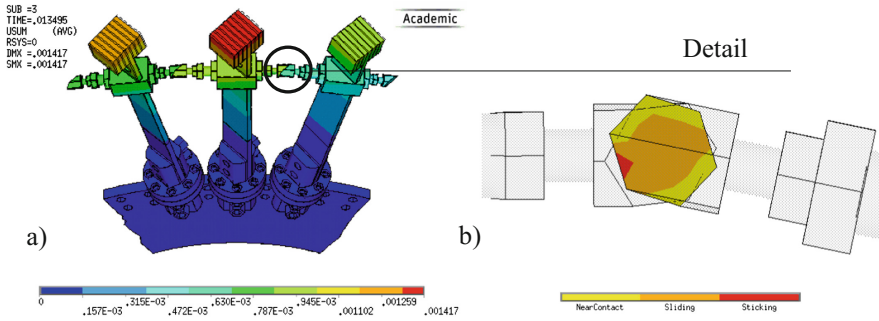 SUB =3
TIME=.013495
USUM (AVG)
RSYS=0
DMX =.001417
SMX =.001417
Academic
Detail
a)
b)
0 .315E-03 .630E-03 .945E-03 .001259
.157E-03 .472E-03 .787E-03 .001102 .001417
NearContact Sliding Sticking